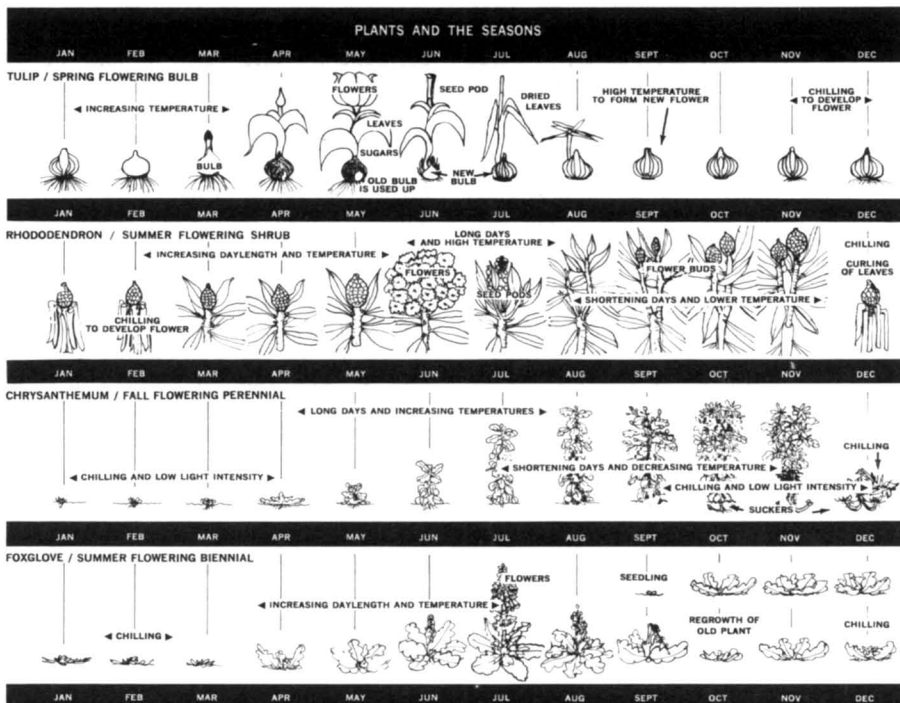 PLANTS AND THE SEASONS
JAN FEB MAR APR MAY JUN JUL AUG SEPT OCT NOV DEC
TULIP / SPRING FLOWERING BULB
◄ INCREASING TEMPERATURE ►
BULB
FLOWERS
LEAVES
SUGARS
OLD BULB
IS USED UP
SEED POD
NEW
BULB
DRIED
LEAVES
HIGH TEMPERATURE
TO FORM NEW FLOWER
CHILLING
◄ TO DEVELOP ►
FLOWER
JAN FEB MAR APR MAY JUN JUL AUG SEPT OCT NOV DEC
RHODODENDRON / SUMMER FLOWERING SHRUB
◄ INCREASING DAYLENGTH AND TEMPERATURE ►
CHILLING
TO DEVELOP FLOWER
LONG DAYS
◄ AND HIGH TEMPERATURE ►
FLOWERS
SEED PODS
FLOWER BUDS
◄ SHORTENING DAYS AND LOWER TEMPERATURE ►
CHILLING
CURLING
OF LEAVES
JAN FEB MAR APR MAY JUN JUL AUG SEPT OCT NOV DEC
CHRYSANTHEMUM / FALL FLOWERING PERENNIAL
◄ LONG DAYS AND INCREASING TEMPERATURES ►
◄ CHILLING AND LOW LIGHT INTENSITY ►
◄ SHORTENING DAYS AND DECREASING TEMPERATURE ►
CHILLING
◄ CHILLING AND LOW LIGHT INTENSITY ►
SUCKERS
JAN FEB MAR APR MAY JUN JUL AUG SEPT OCT NOV DEC
FOXGLOVE / SUMMER FLOWERING BIENNIAL
◄ CHILLING ►
◄ INCREASING DAYLENGTH AND TEMPERATURE ►
FLOWERS
SEEDLING
REGROWTH OF
OLD PLANT
CHILLING
JAN FEB MAR APR MAY JUN JUL AUG SEPT OCT NOV DEC